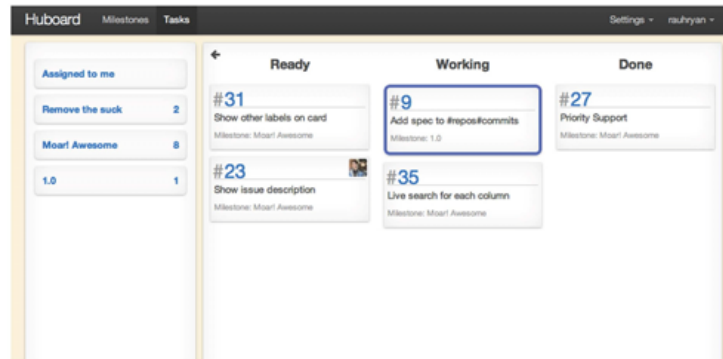 Huboard Milestones Tasks Settings rauhryan
Assigned to me
Remove the suck 2
Moar! Awesome 8
1.0 1
Ready
#31
Show other labels on card
Milestone: Moar! Awesome
#23
Show issue description
Milestone: Moar! Awesome
Working
#9
Add spec to #repos#commits
Milestone: 1.0
#35
Live search for each column
Milestone: Moar! Awesome
Done
#27
Priority Support
Milestone: Moar! Awesome